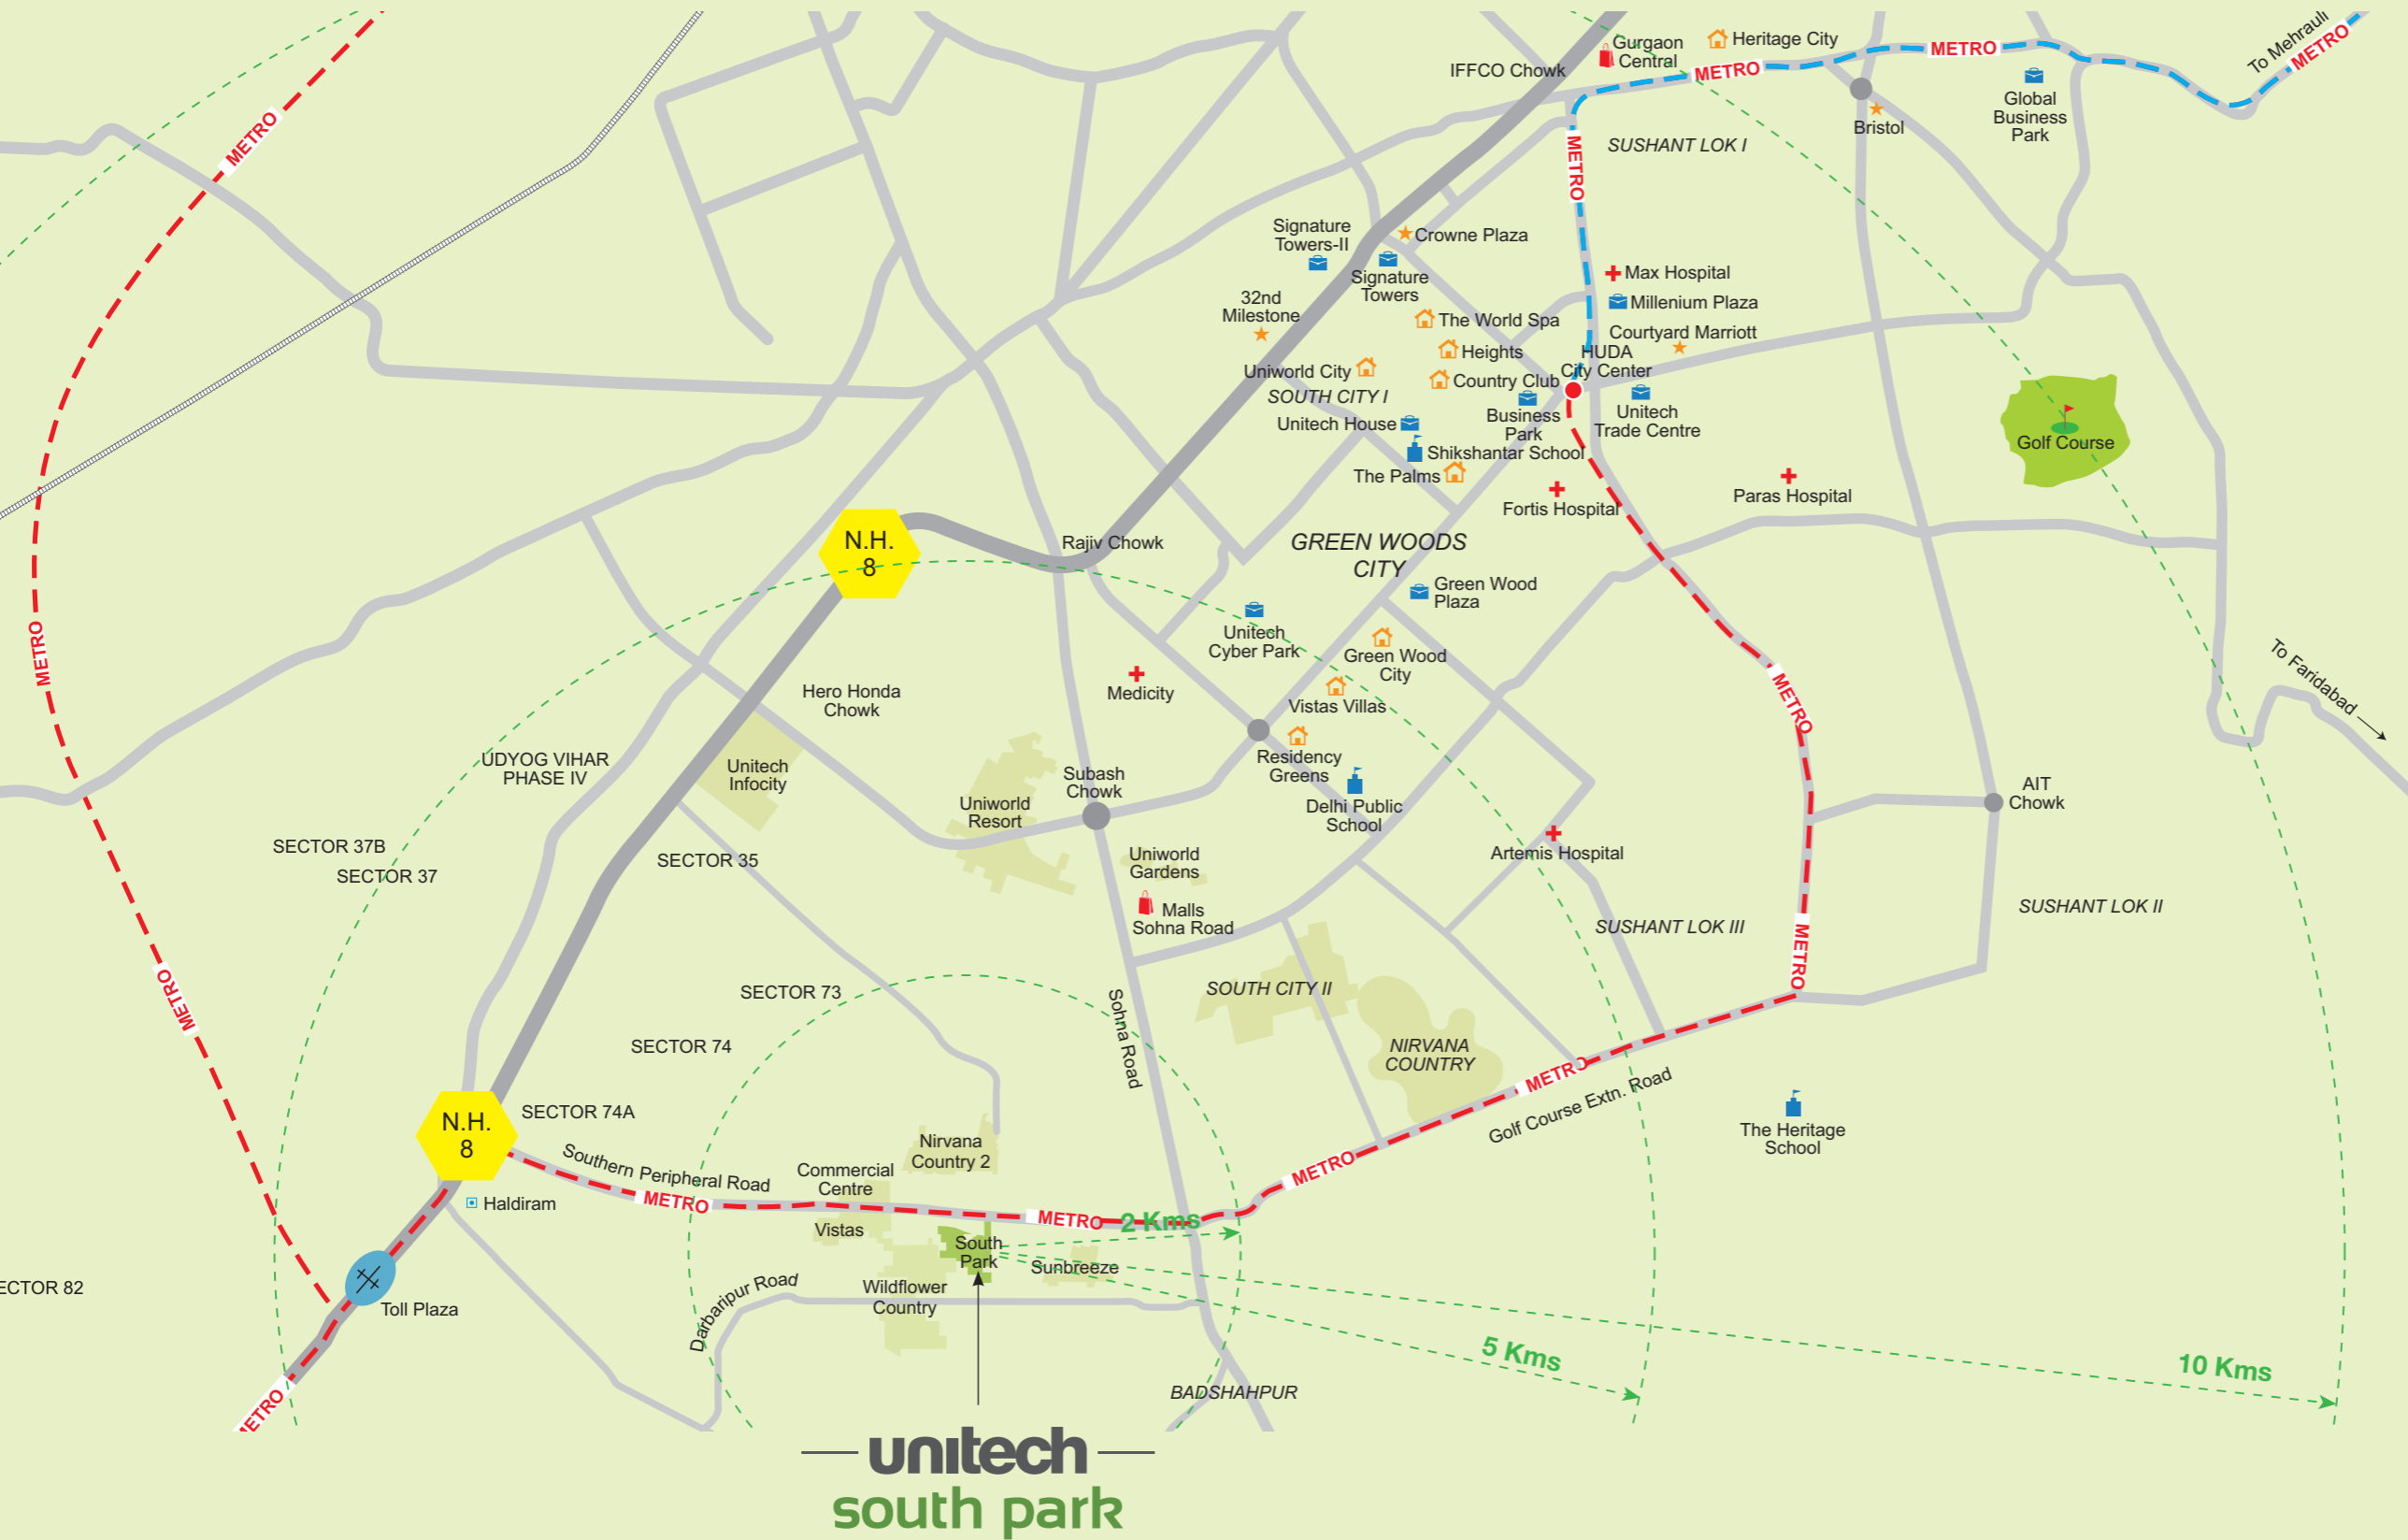 To Mehrauli
METRO
Gurgaon
Central
Heritage City
METRO
METRO
IFFCO Chowk
Global
Business
Park
Bristol
METRO
SUSHANT LOK I
METRO
Signature
Towers-II
Crowne Plaza
Signature
Towers
Max Hospital
32nd
Milestone
Millenium Plaza
The World Spa
Courtyard Marriott
Heights
HUDA
City Center
Uniworld City
Country Club
SOUTH CITY I
Business
Park
Unitech
Trade Centre
Unitech House
Shikshantar School
The Palms
Golf Course
Fortis Hospital
Paras Hospital
N.H.
8
Rajiv Chowk
GREEN WOODS
CITY
Green Wood
Plaza
METRO
Unitech
Cyber Park
Green Wood
City
To Faridabad
Medicity
Hero Honda
Chowk
Vistas Villas
METRO
UDYOG VIHAR
PHASE IV
Unitech
Infocity
Subash
Chowk
Residency
Greens
Uniworld
Resort
Delhi Public
School
AIT
Chowk
SECTOR 37B
SECTOR 37
SECTOR 35
Uniworld
Gardens
Artemis Hospital
Malls
Sohna Road
SUSHANT LOK III
SUSHANT LOK II
METRO
METRO
SECTOR 73
SOUTH CITY II
Sohna Road
SECTOR 74
NIRVANA
COUNTRY
METRO
Golf Course Extn. Road
SECTOR 74A
N.H.
8
The Heritage
School
Southern Peripheral Road
Nirvana
Country 2
Commercial
Centre
METRO
METRO
Haldiram
METRO
2 Kms
Vistas
South
Park
Sunbreeze
ECTOR 82
Wildflower
Country
Toll Plaza
Darbaripur Road
5 Kms
10 Kms
METRO
BADSHAHPUR
unitech
south park